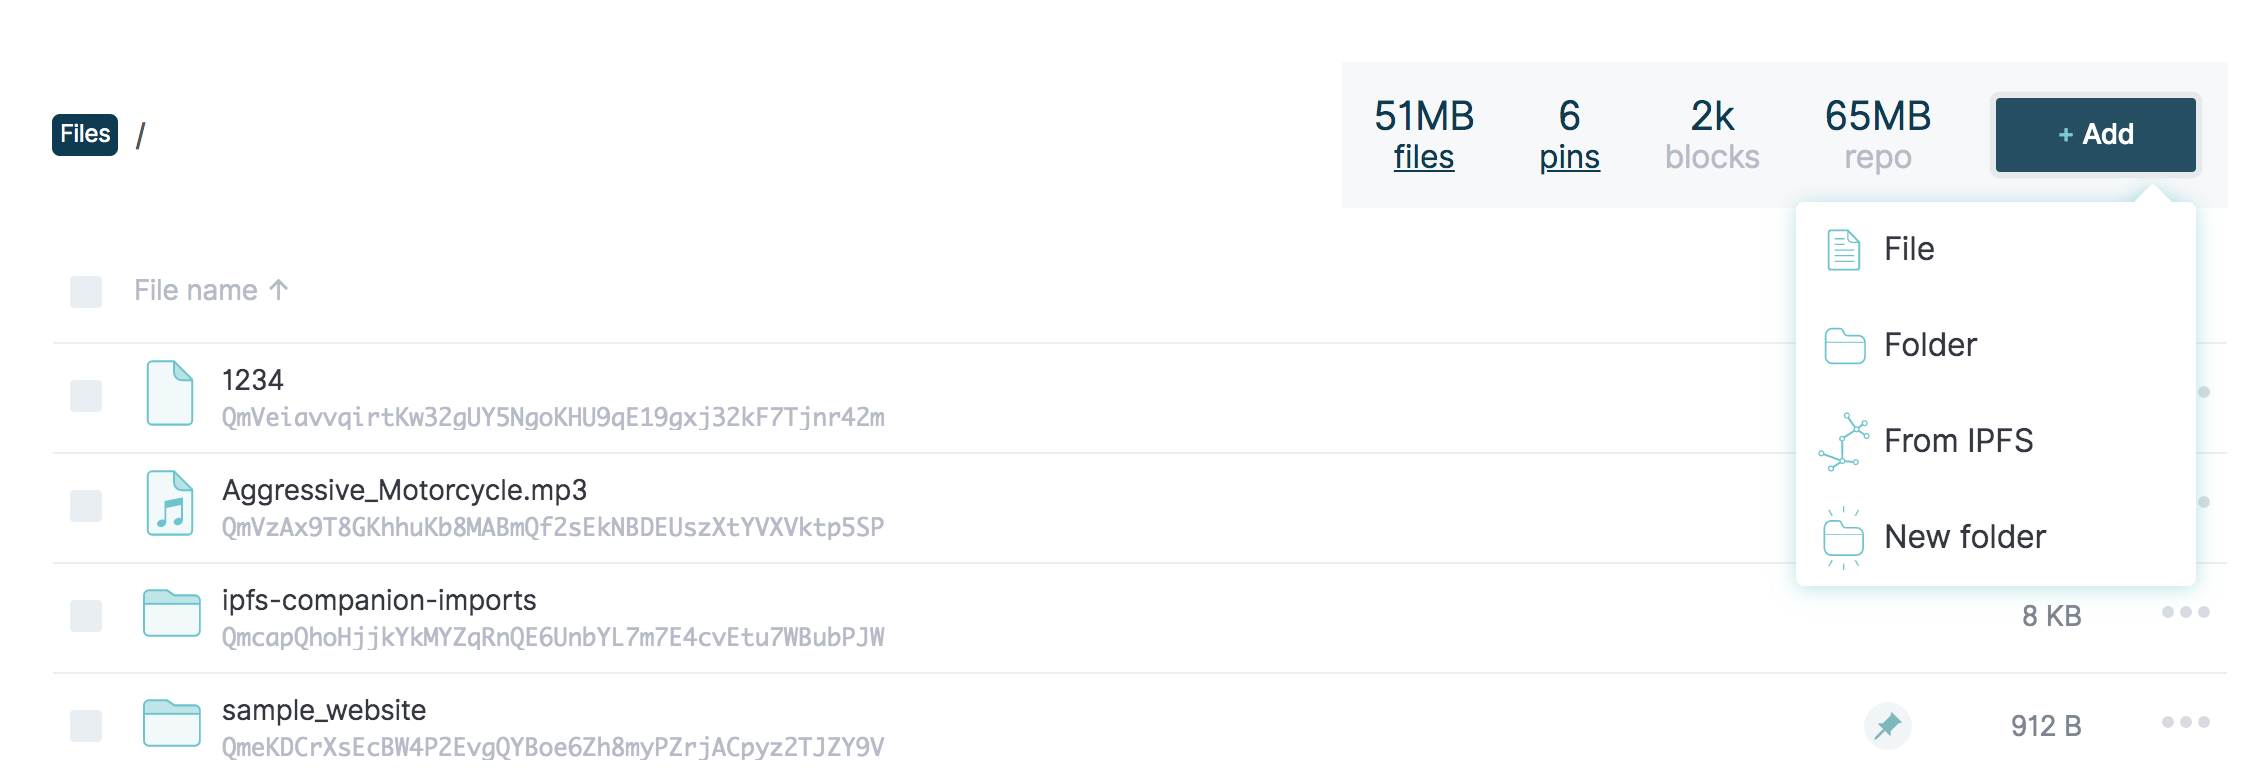 Files /
51MB files
6 pins
2k blocks
65MB repo
+ Add
File
Folder
From IPFS
New folder
File name ↑
1234
QmVeiavvqirtKw32gUY5NgoKHU9qE19gxj32kF7Tjnr42m
Aggressive_Motorcycle.mp3
QmVzAx9T8GKhhuKb8MABmQf2sEkNBDEUszXtYVXVktp5SP
ipfs-companion-imports
QmcapQhoHjjkYkMYZqRnQE6UnbYL7m7E4cvEtu7WBubPJW
8 KB
sample_website
QmeKDCrXsEcBW4P2EvgQYBoe6Zh8myPZrjACpyz2TJZY9V
912 B